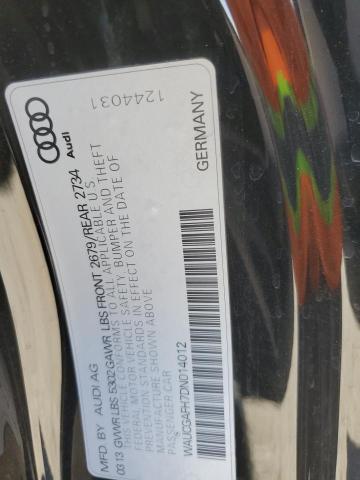 MFD BY AUDI AG
03 13 GVWR LBS 5302 GAWR LBS FRONT 2679/REAR 2734
THIS VEHICLE CONFORMS TO ALL APPLICABLE U S
FEDERAL MOTOR VEHICLE SAFETY, BUMPER AND THEFT
PREVENTION STANDARDS IN EFFECT ON THE DATE OF
MANUFACTURE SHOWN ABOVE
PASSENGER CAR
WAUCGAFH7DN014012
GERMANY
Audi
1244031